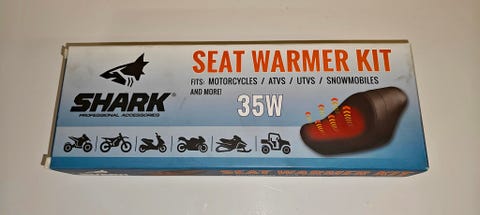 SEAT WARMER KIT
FITS: MOTORCYCLES / ATVS / UTVS / SNOWMOBILES
AND MORE!
35W
SHARK
PROFESSIONAL ACCESSORIES
SEAT WARMER KIT